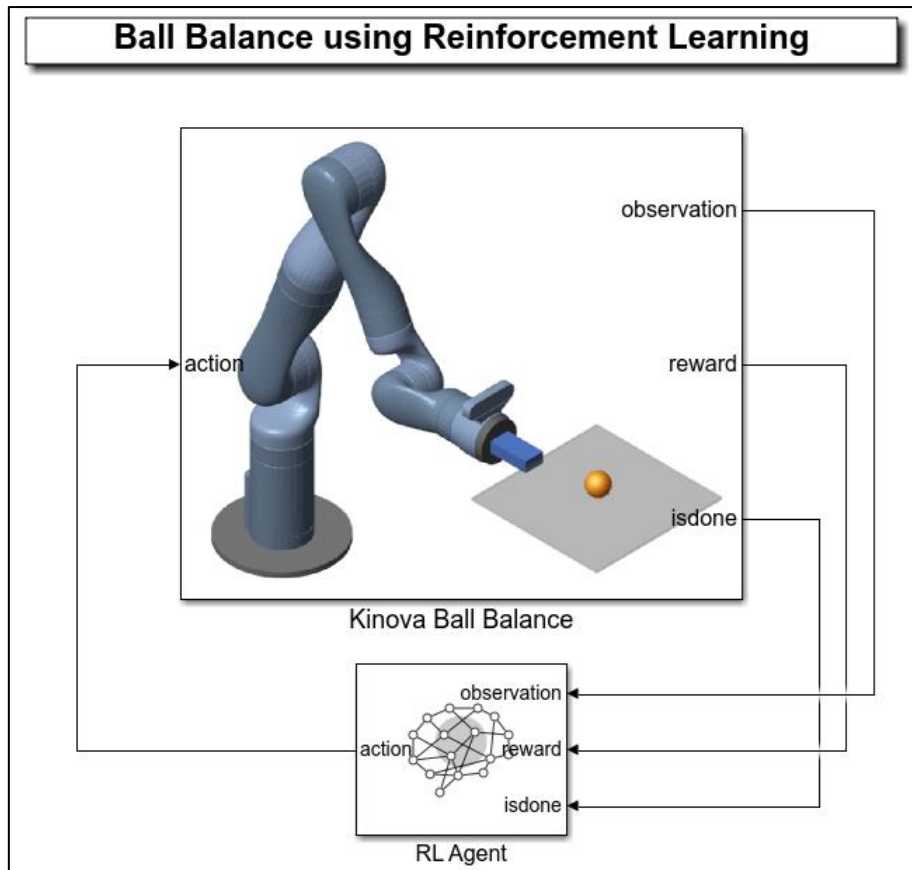 Ball Balance using Reinforcement Learning
observation
action
reward
isdone
Kinova Ball Balance
observation
action
reward
isdone
RL Agent